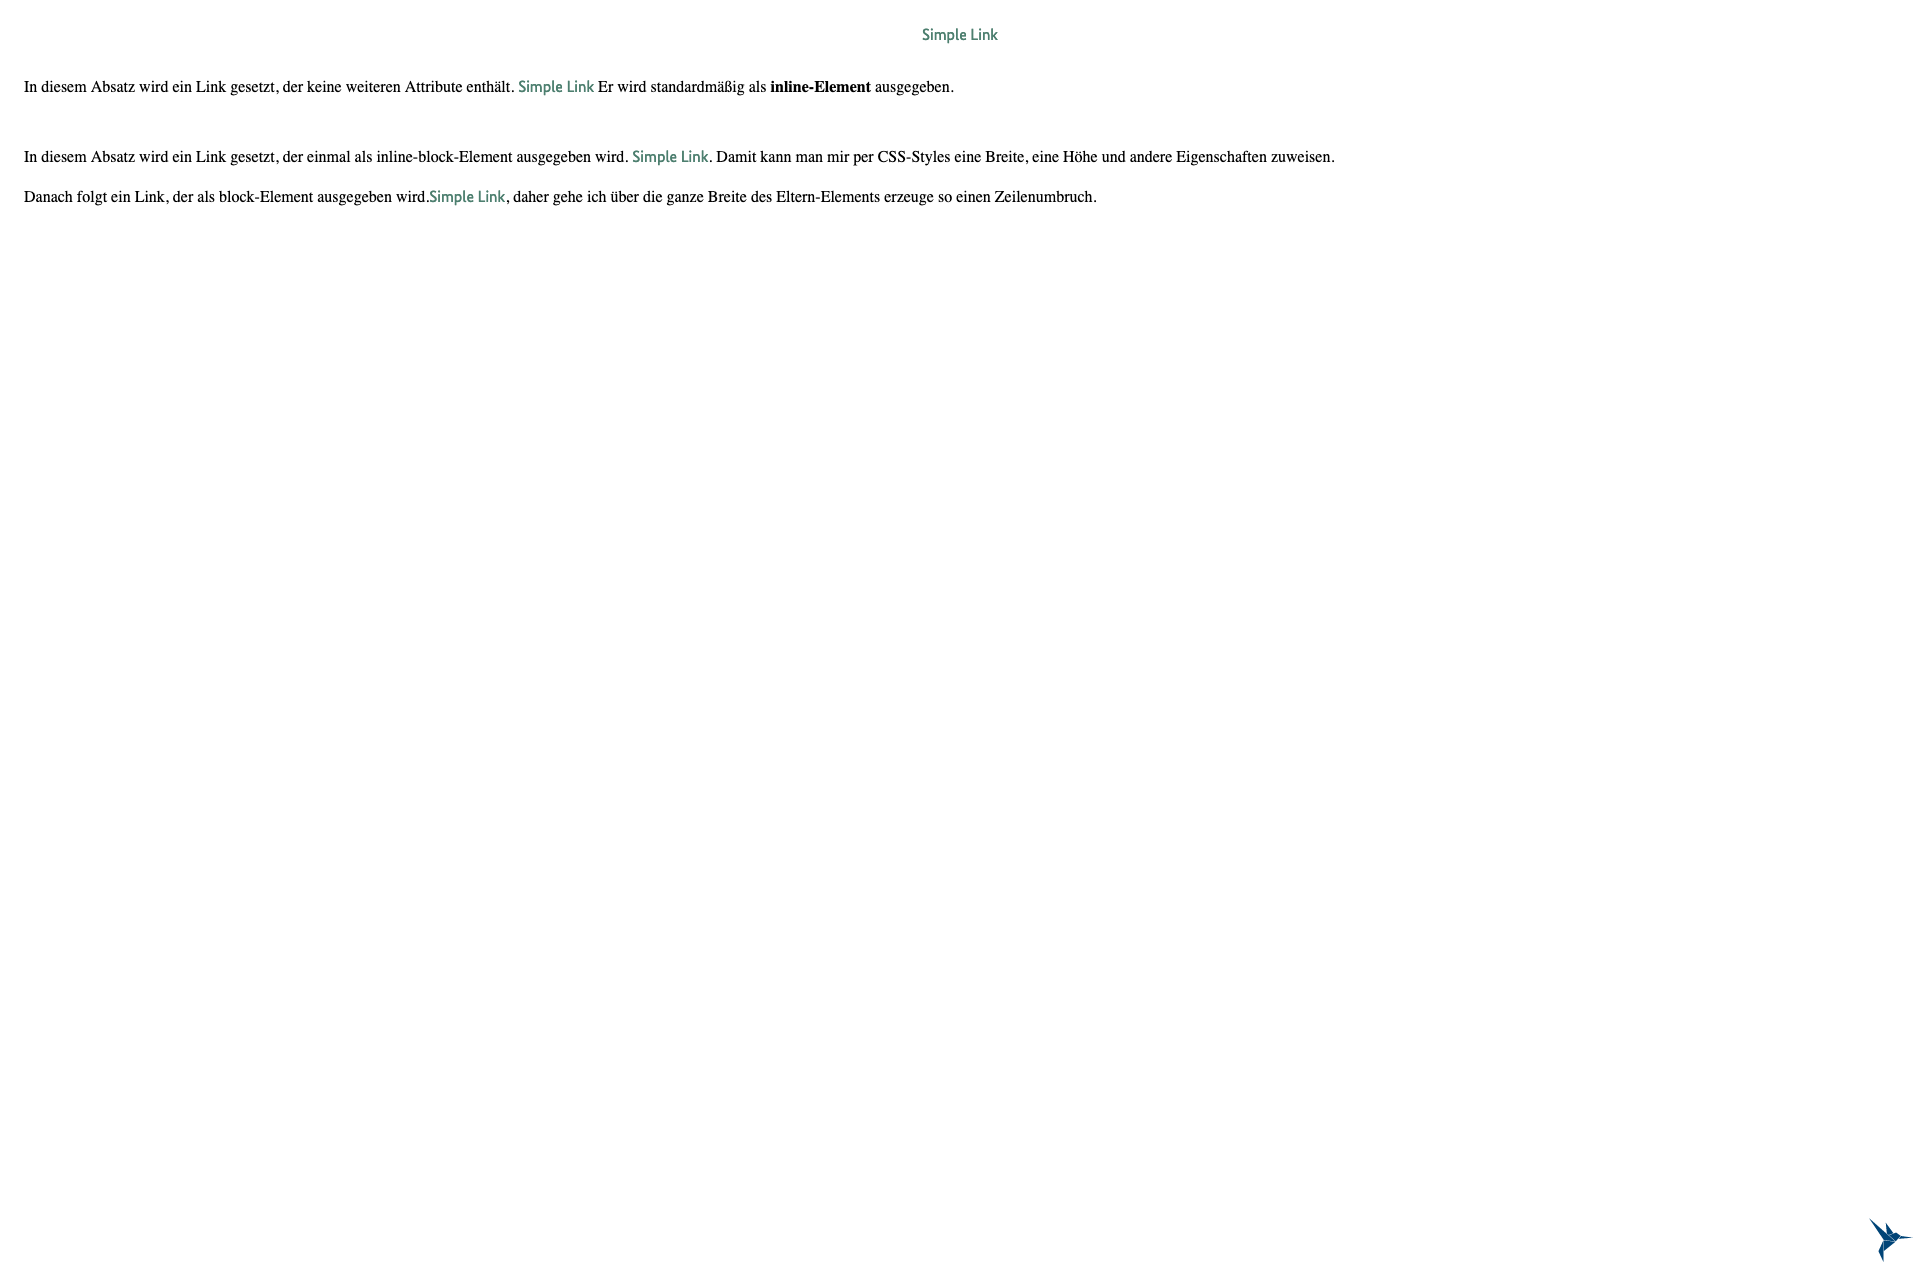 Simple Link
In diesem Absatz wird ein Link gesetzt, der keine weiteren Attribute enthält. Simple Link Er wird standardmäßig als inline-Element ausgegeben.
In diesem Absatz wird ein Link gesetzt, der einmal als inline-block-Element ausgegeben wird. Simple Link. Damit kann man mir per CSS-Styles eine Breite, eine Höhe und andere Eigenschaften zuweisen.
Danach folgt ein Link, der als block-Element ausgegeben wird.Simple Link, daher gehe ich über die ganze Breite des Eltern-Elements erzeuge so einen Zeilenumbruch.